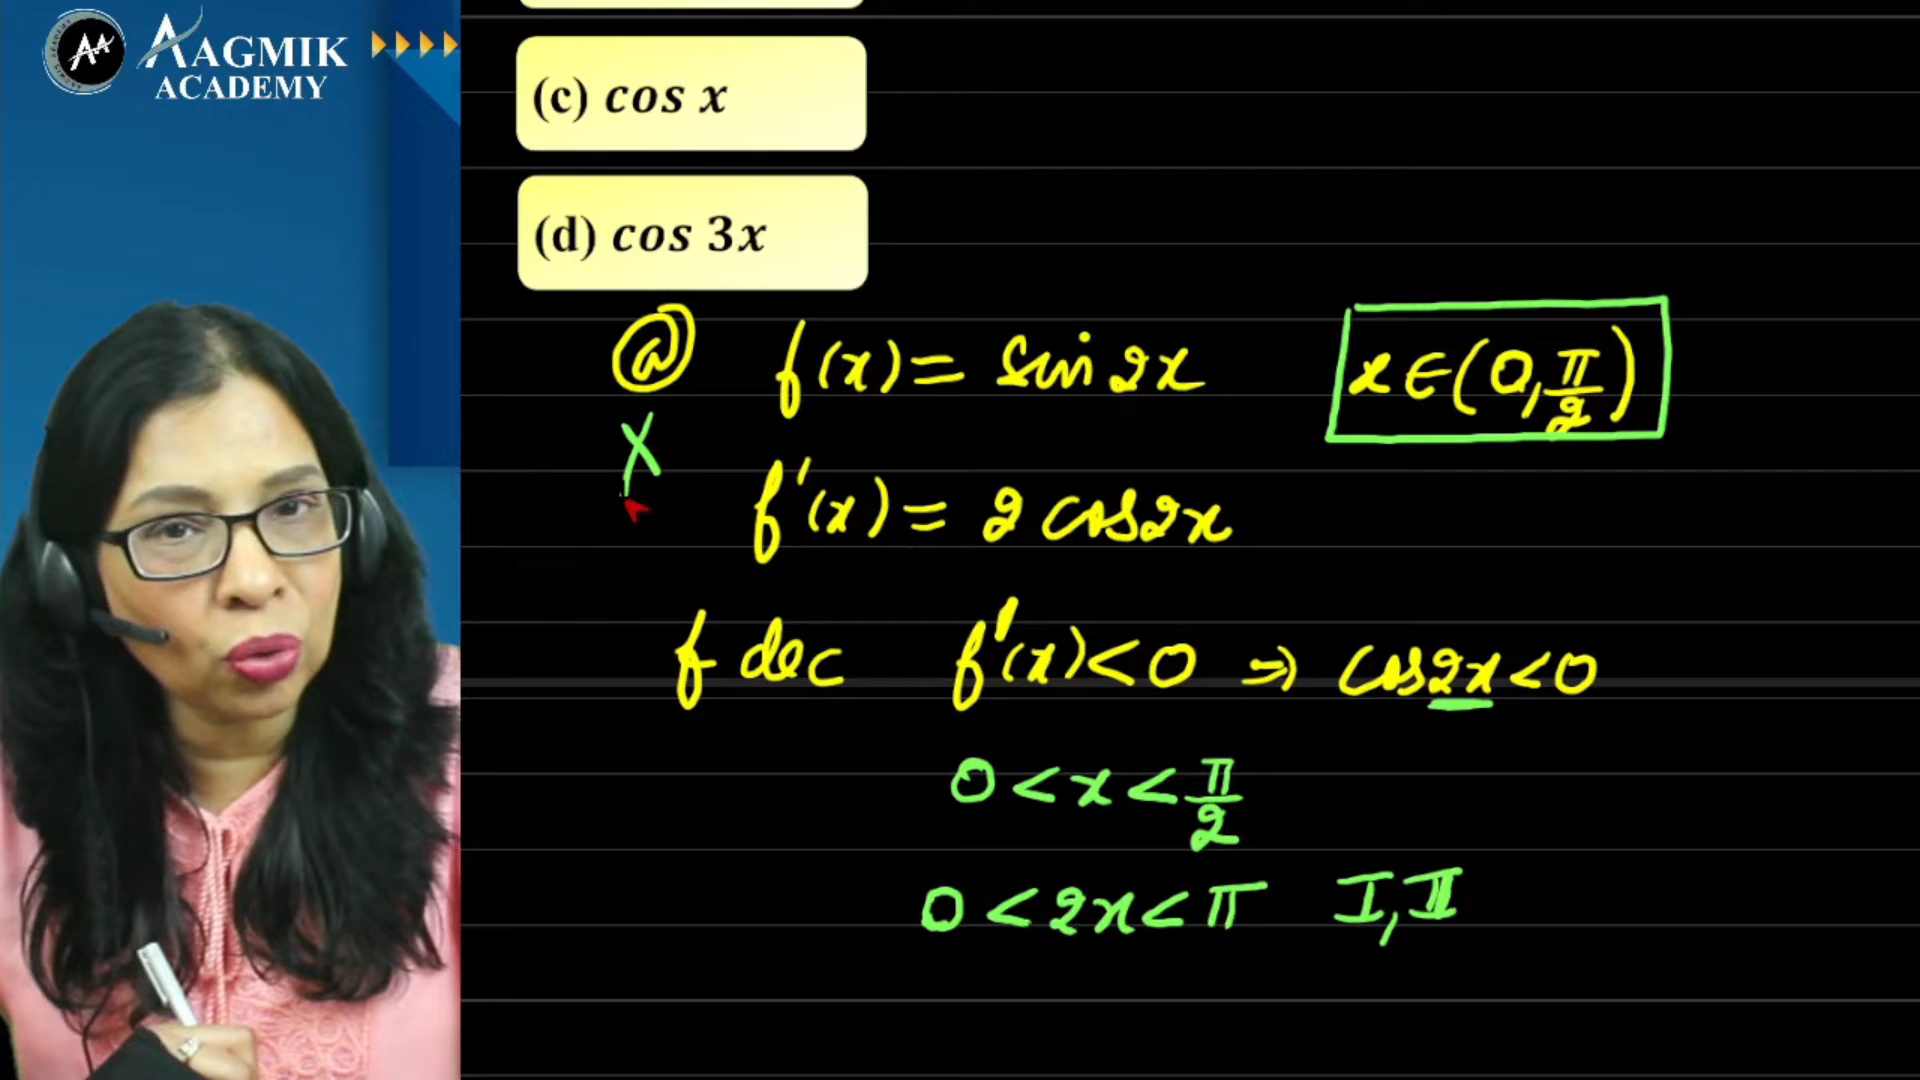 AAGMIK
ACADEMY
(c) cos x
(d) cos 3x
ⓐ f(x) = sin 2x x ∈ (0, π/2)
X
f'(x) = 2 cos 2x
f dec f'(x) < 0 ⇒ cos 2x < 0
0 < x < π/2
0 < 2x < π I, II